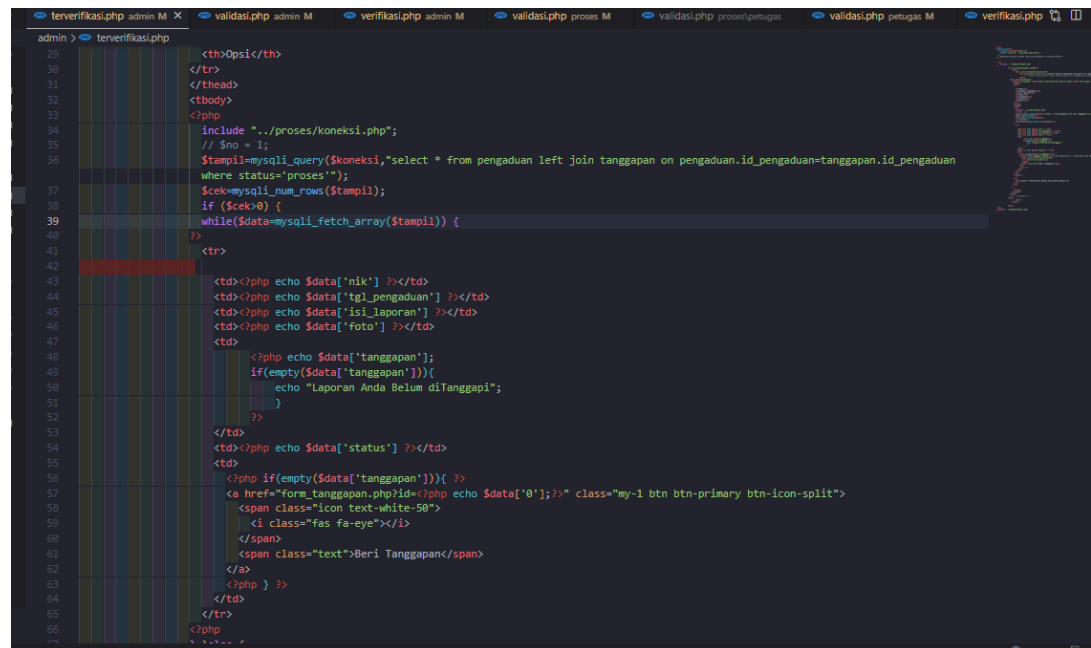 terverifikasi.php admin M X validasi.php admin M verifikasi.php admin M validasi.php proses M validasi.php proses\petugas validasi.php petugas M verifikasi.php
admin > terverifikasi.php
29 <th>Opsi</th>
30 </tr>
31 </thead>
32 <tbody>
33 <?php
34 include "../proses/koneksi.php";
35 // $no = 1;
36 $tampil=mysqli_query($koneksi,"select * from pengaduan left join tanggapan on pengaduan.id_pengaduan=tanggapan.id_pengaduan
where status='proses'");
37 $cek=mysqli_num_rows($tampil);
38 if ($cek>0) {
39 while($data=mysqli_fetch_array($tampil)) {
40 ?>
41 <tr>
42
43 <td><?php echo $data['nik'] ?></td>
44 <td><?php echo $data['tgl_pengaduan'] ?></td>
45 <td><?php echo $data['isi_laporan'] ?></td>
46 <td><?php echo $data['foto'] ?></td>
47 <td>
48 <?php echo $data['tanggapan'];
49 if(empty($data['tanggapan'])){
50 echo "Laporan Anda Belum diTanggapi";
51 }
52 ?>
53 </td>
54 <td><?php echo $data['status'] ?></td>
55 <td>
56 <?php if(empty($data['tanggapan'])){ ?>
57 <a href="form_tanggapan.php?id=<?php echo $data['0'];?>" class="my-1 btn btn-primary btn-icon-split">
58 <span class="icon text-white-50">
59 <i class="fas fa-eye"></i>
60 </span>
61 <span class="text">Beri Tanggapan</span>
62 </a>
63 <?php } ?>
64 </td>
65 </tr>
66 <?php